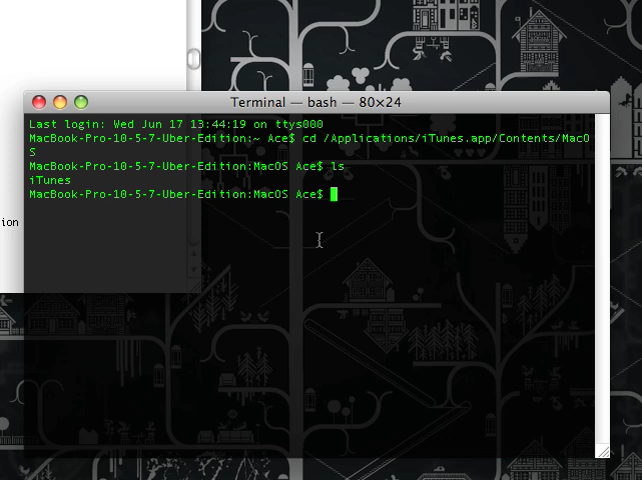 Terminal — bash — 80×24
Last login: Wed Jun 17 13:44:19 on ttys000
MacBook-Pro-10-5-7-Uber-Edition:~ Ace$ cd /Applications/iTunes.app/Contents/MacO
S
MacBook-Pro-10-5-7-Uber-Edition:MacOS Ace$ ls
iTunes
MacBook-Pro-10-5-7-Uber-Edition:MacOS Ace$
ion